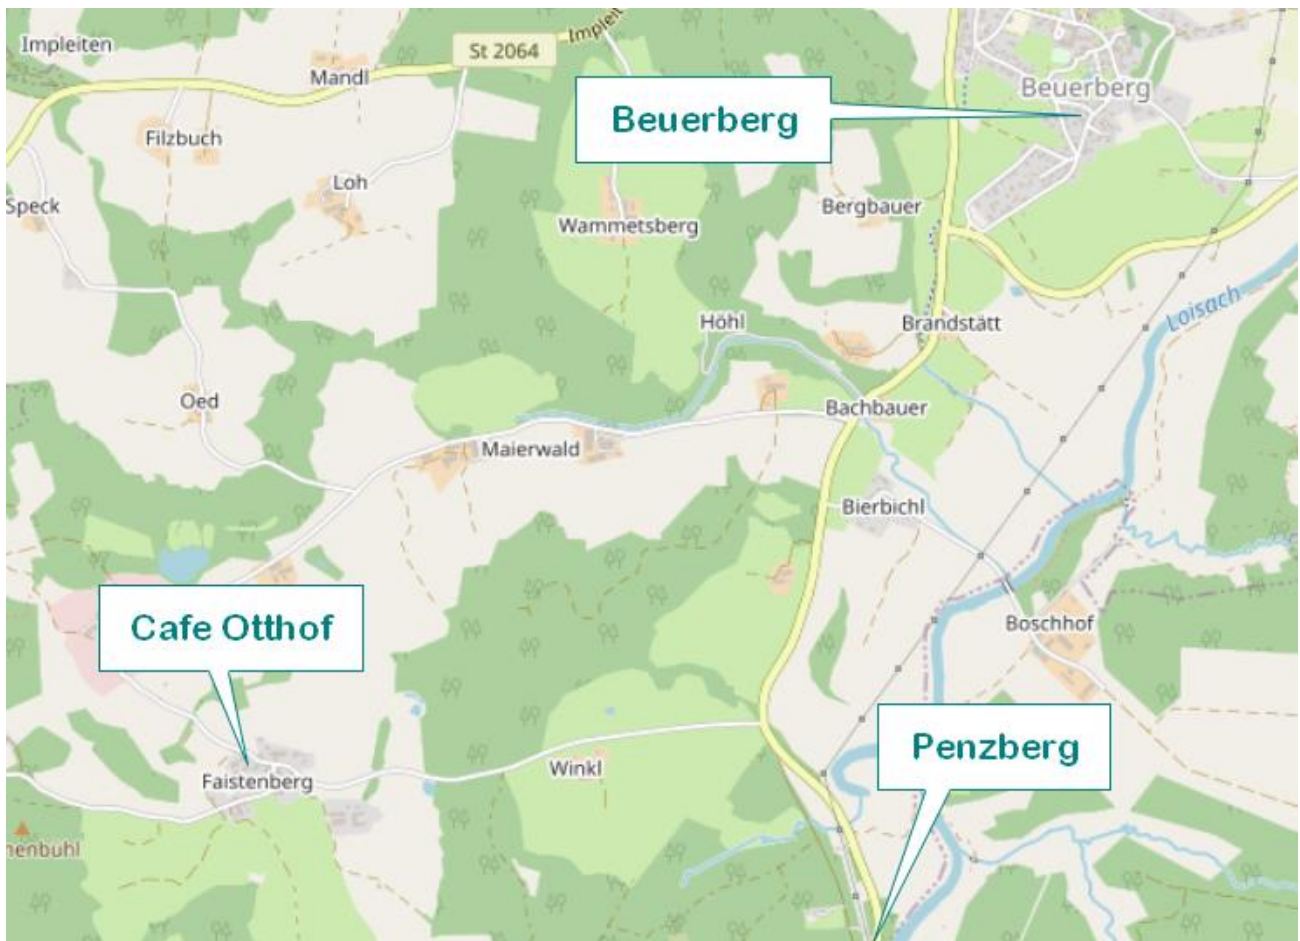 Impleiten
St 2064
Impleit
Mandl
Beuerberg
Beuerberg
Filzbuch
Loh
Speck
Wammetsberg
Bergbauer
Loisach
Höhl
Brandstätt
Oed
Bachbauer
Maierwald
Bierbichl
Cafe Otthof
Boschhof
Penzberg
Winkl
Faistenberg
nenbuhl